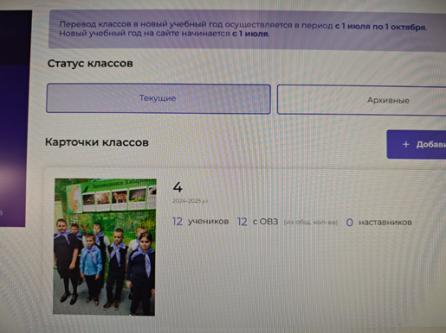 Перевод классов в новый учебный год осуществляется в период с 1 июля по 1 октября.
Новый учебный год на сайте начинается с 1 июля.
Статус классов
Текущие
Архивные
Карточки классов
+ Добави
4
2024-2025 уч.
12 учеников 12 с ОВЗ (из общ. кол-ва) 0 наставников